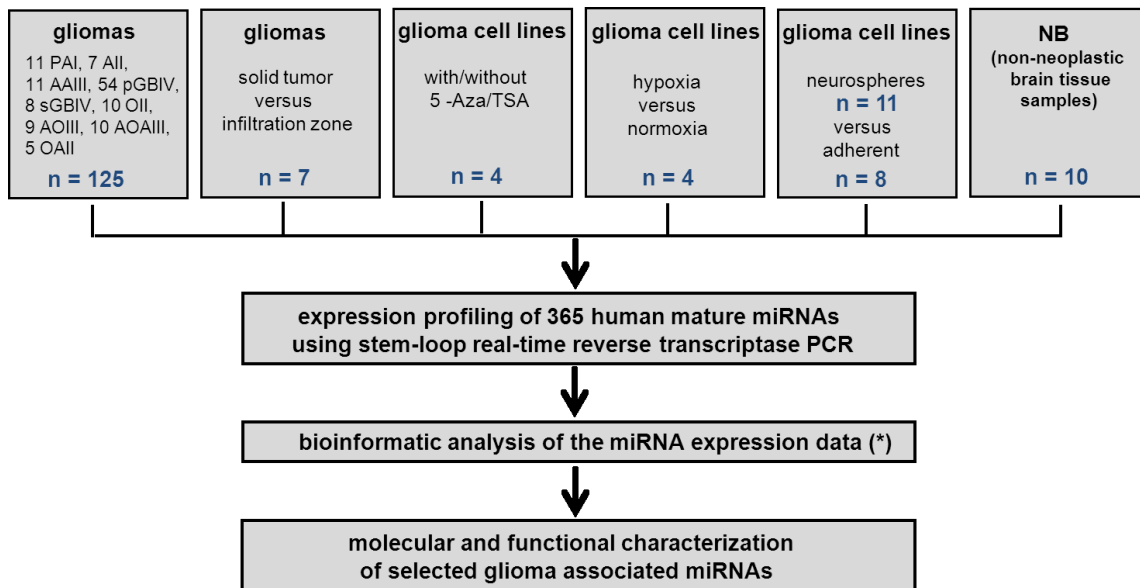 gliomas
11 PAI, 7 AII,
11 AAIII, 54 pGBIV,
8 sGBIV, 10 OII,
9 AOIII, 10 AOAIII,
5 OAII
n = 125
gliomas
solid tumor
versus
infiltration zone
n = 7
glioma cell lines
with/without
5 -Aza/TSA
n = 4
glioma cell lines
hypoxia
versus
normoxia
n = 4
glioma cell lines
neurospheres
n = 11
versus
adherent
n = 8
NB
(non-neoplastic
brain tissue
samples)
n = 10
expression profiling of 365 human mature miRNAs
using stem-loop real-time reverse transcriptase PCR
bioinformatic analysis of the miRNA expression data (*)
molecular and functional characterization
of selected glioma associated miRNAs